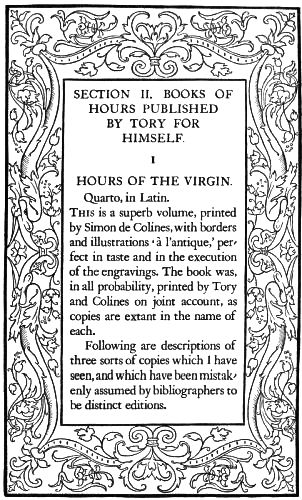 SECTION II. BOOKS OF
HOURS PUBLISHED
BY TORY FOR
HIMSELF.
I
HOURS OF THE VIRGIN.
Quarto, in Latin.
THIS is a superb volume, printed
by Simon de Colines, with borders
and illustrations 'à l'antique,' per-
fect in taste and in the execution
of the engravings. The book was,
in all probability, printed by Tory
and Colines on joint account, as
copies are extant in the name of
each.
Following are descriptions of
three sorts of copies which I have
seen, and which have been mistak-
enly assumed by bibliographers to
be distinct editions.